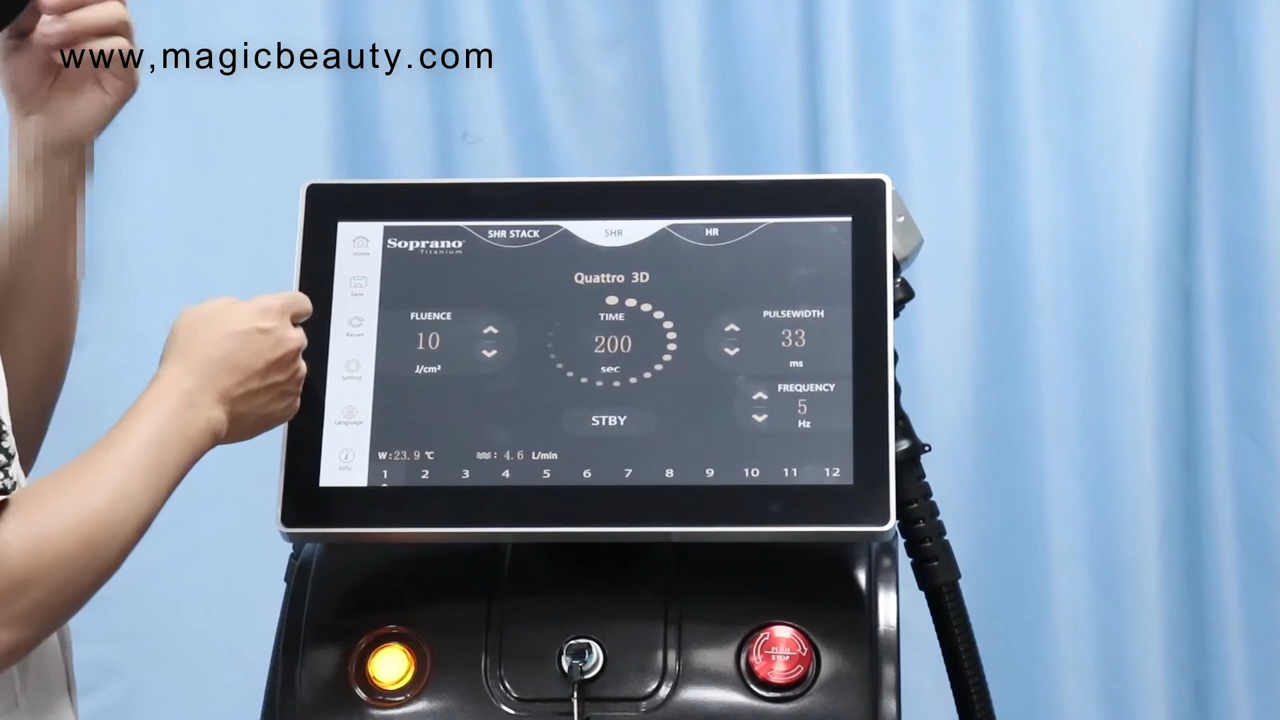 www,magicbeauty.com
SHR STACK
SHR
HR
Home
Soprano
Titanium
Quattro 3D
Save
FLUENCE
TIME
PULSEWIDTH
10
200
33
J/cm²
sec
ms
Setting
FREQUENCY
5
Hz
Language
STBY
Info
W:23.9 ℃
: 4.6 L/min
1 2 3 4 5 6 7 8 9 10 11 12
PUSH
STOP